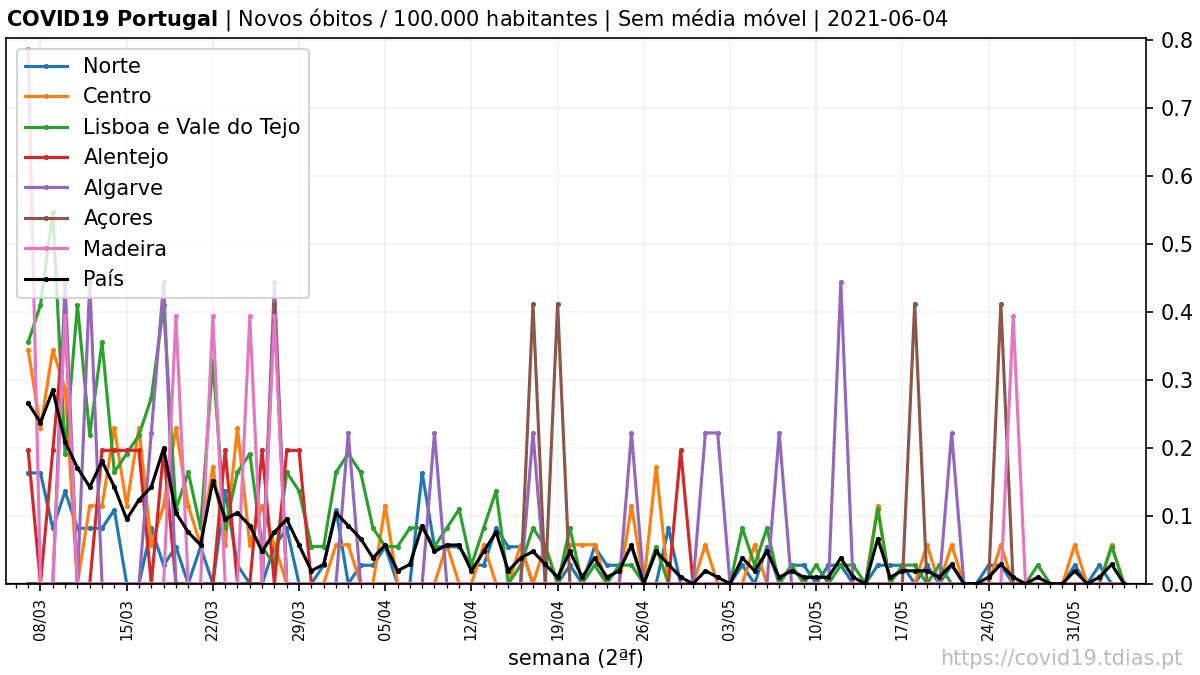 COVID19 Portugal | Novos óbitos / 100.000 habitantes | Sem média móvel | 2021-06-04
Norte
Centro
Lisboa e Vale do Tejo
Alentejo
Algarve
Açores
Madeira
País
0.8
0.7
0.6
0.5
0.4
0.3
0.2
0.1
0.0
08/03
15/03
22/03
29/03
05/04
12/04
19/04
26/04
03/05
10/05
17/05
24/05
31/05
semana (2ªf)
https://covid19.tdias.pt